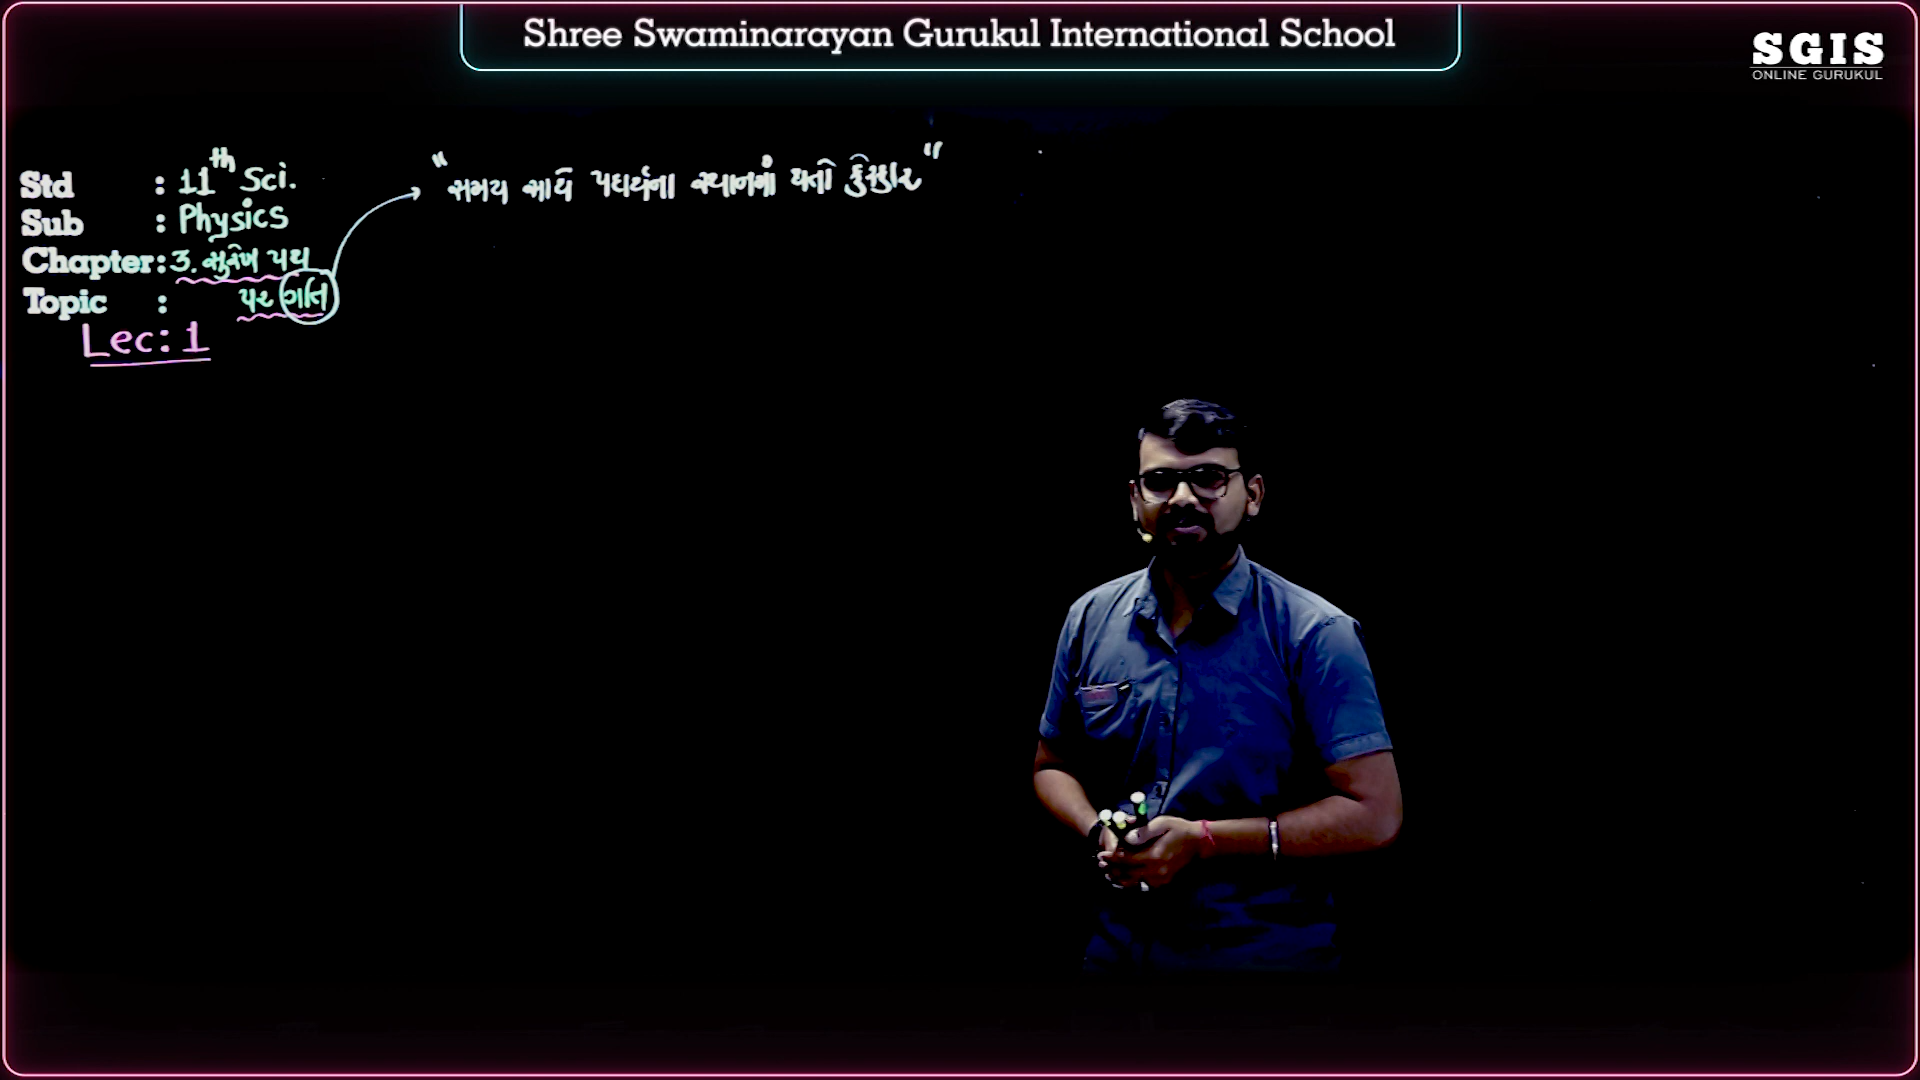 Shree Swaminarayan Gurukul International School
SGIS
ONLINE GURUKUL
Std : 11th Sci.
Sub : Physics
Chapter: 3. સુરેખ પથ
Topic : પર ગતિ
Lec: 1
"સમય સાથે પદાર્થના સ્થાનમાં થતો ફેરફાર"